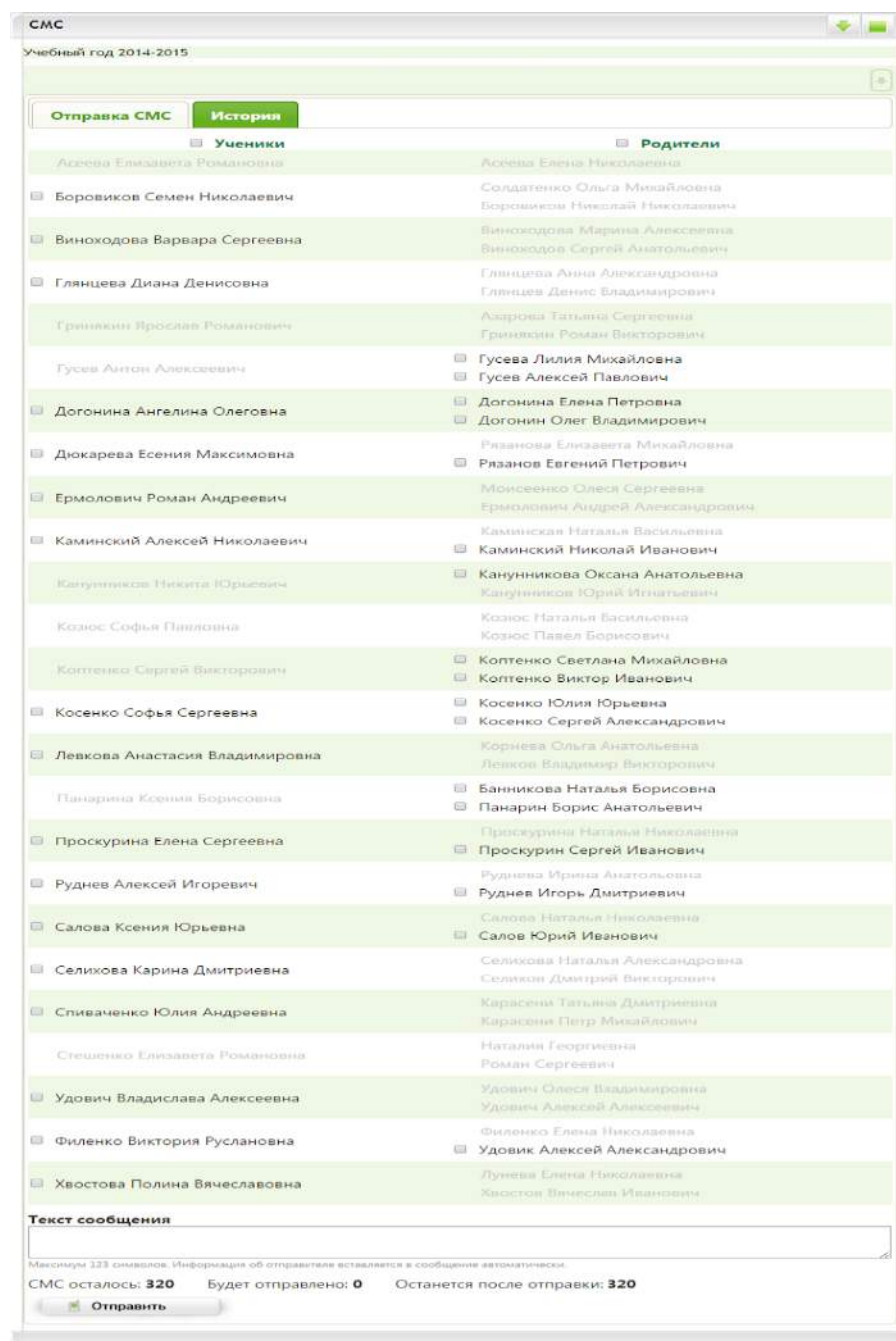 СМС
Учебный год 2014-2015
Отправка СМС История
Ученики Родители
Асеева Елизавета Романовна Асеева Елена Николаевна
Боровиков Семен Николаевич Солдатенко Ольга Михайловна
Боровиков Николай Николаевич
Виноходова Варвара Сергеевна Виноходова Марина Алексеевна
Виноходов Сергей Анатольевич
Глянцева Диана Денисовна Глянцева Анна Александровна
Глянцев Денис Владимирович
Гринякин Ярослав Романович Азарова Татьяна Сергеевна
Гринякин Роман Викторович
Гусев Антон Алексеевич Гусева Лилия Михайловна
Гусев Алексей Павлович
Догонина Ангелина Олеговна Догонина Елена Петровна
Догонин Олег Владимирович
Дюкарева Есения Максимовна Рязанова Елизавета Михайловна
Рязанов Евгений Петрович
Ермолович Роман Андреевич Моисеенко Олеся Сергеевна
Ермолович Андрей Александрович
Каминский Алексей Николаевич Каминская Наталья Васильевна
Каминский Николай Иванович
Канунников Никита Юрьевич Канунникова Оксана Анатольевна
Канунников Юрий Игнатьевич
Козюс Софья Павловна Козюс Наталья Васильевна
Козюс Павел Борисович
Коптенко Сергей Викторович Коптенко Светлана Михайловна
Коптенко Виктор Иванович
Косенко Софья Сергеевна Косенко Юлия Юрьевна
Косенко Сергей Александрович
Левкова Анастасия Владимировна Корнева Ольга Анатольевна
Левков Владимир Викторович
Панарина Ксения Борисовна Банникова Наталья Борисовна
Панарин Борис Анатольевич
Проскурина Елена Сергеевна Проскурина Наталья Николаевна
Проскурин Сергей Иванович
Руднев Алексей Игоревич Руднева Ирина Анатольевна
Руднев Игорь Дмитриевич
Салова Ксения Юрьевна Салова Наталья Николаевна
Салов Юрий Иванович
Селихова Карина Дмитриевна Селихова Наталья Александровна
Селихов Дмитрий Викторович
Спиваченко Юлия Андреевна Карасени Татьяна Дмитриевна
Карасени Петр Михайлович
Стешенко Елизавета Романовна Наталия Георгиевна
Роман Сергеевич
Удович Владислава Алексеевна Удович Олеся Владимировна
Удович Алексей Алексеевич
Филенко Виктория Руслановна Филенко Елена Николаевна
Удовик Алексей Александрович
Хвостова Полина Вячеславовна Лунева Елена Николаевна
Хвостов Вячеслав Иванович
Текст сообщения
Максимум 123 символов. Информация об отправителе вставляется в сообщение автоматически.
СМС осталось: 320 Будет отправлено: 0 Останется после отправки: 320
Отправить